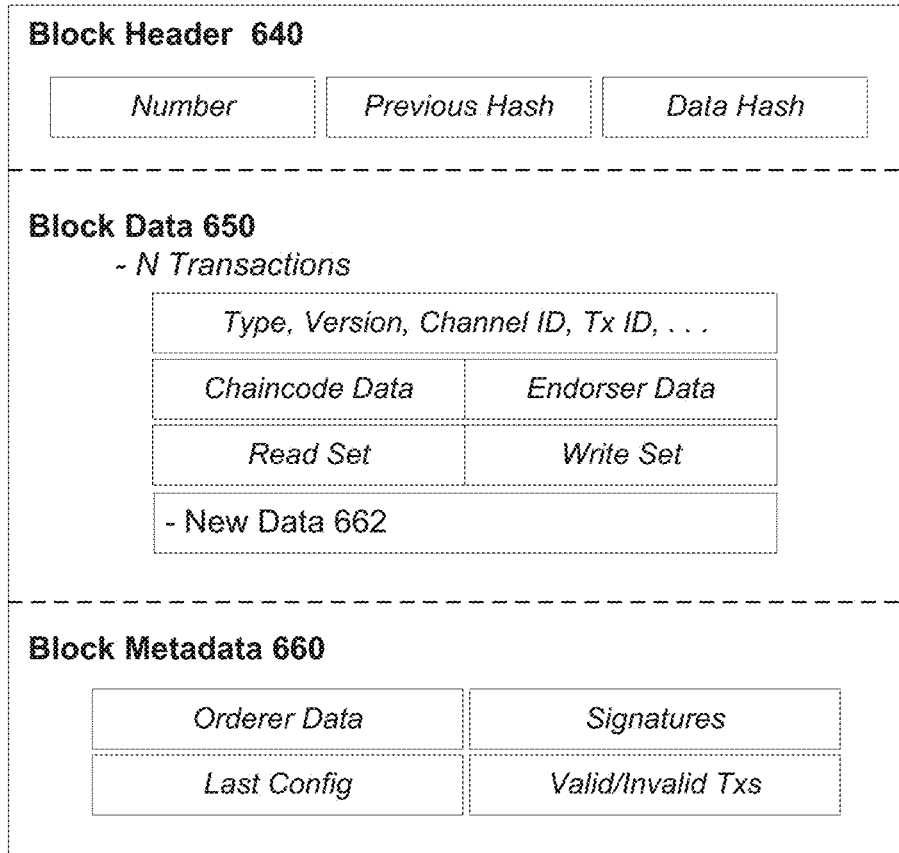 Block Header 640
Number Previous Hash Data Hash
Block Data 650
- N Transactions
Type, Version, Channel ID, Tx ID, . . .
Chaincode Data Endorser Data
Read Set Write Set
- New Data 662
Block Metadata 660
Orderer Data Signatures
Last Config Valid/Invalid Txs